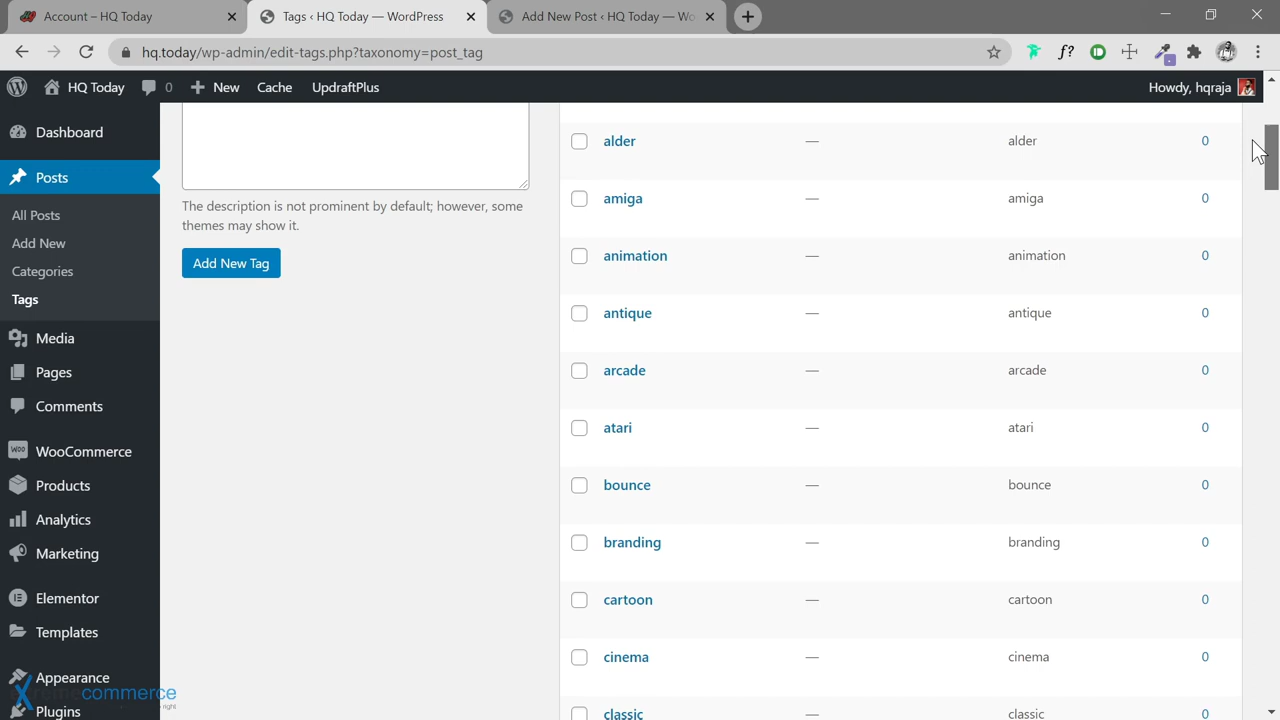 Account – HQ Today
Tags ‹ HQ Today — WordPress
Add New Post ‹ HQ Today — Wo
hq.today/wp-admin/edit-tags.php?taxonomy=post_tag
f?
HQ Today
0
New
Cache
UpdraftPlus
Howdy, hqraja
Dashboard
Posts
All Posts
Add New
Categories
Tags
Media
Pages
Comments
WooCommerce
Products
Analytics
Marketing
Elementor
Templates
Appearance
Plugins
extremecommerce
right
The description is not prominent by default; however, some
themes may show it.
Add New Tag
alder — alder 0
amiga — amiga 0
animation — animation 0
antique — antique 0
arcade — arcade 0
atari — atari 0
bounce — bounce 0
branding — branding 0
cartoon — cartoon 0
cinema — cinema 0
classic — classic 0